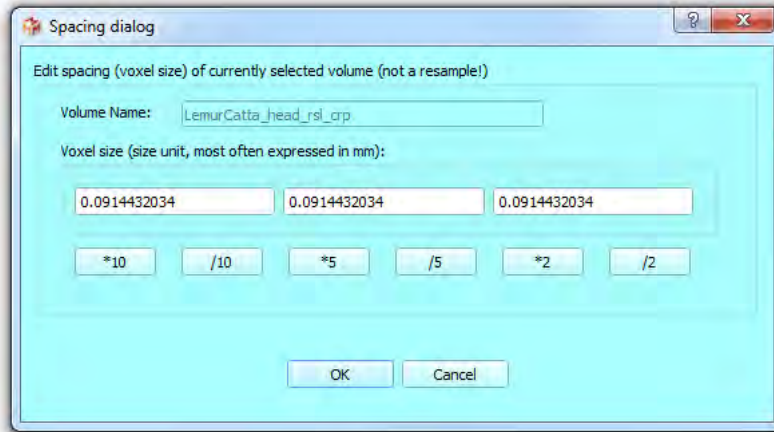 Spacing dialog
Edit spacing (voxel size) of currently selected volume (not a resample!)
Volume Name: LemurCatta_head_rsl_crp
Voxel size (size unit, most often expressed in mm):
0.0914432034 0.0914432034 0.0914432034
*10 /10 *5 /5 *2 /2
OK Cancel